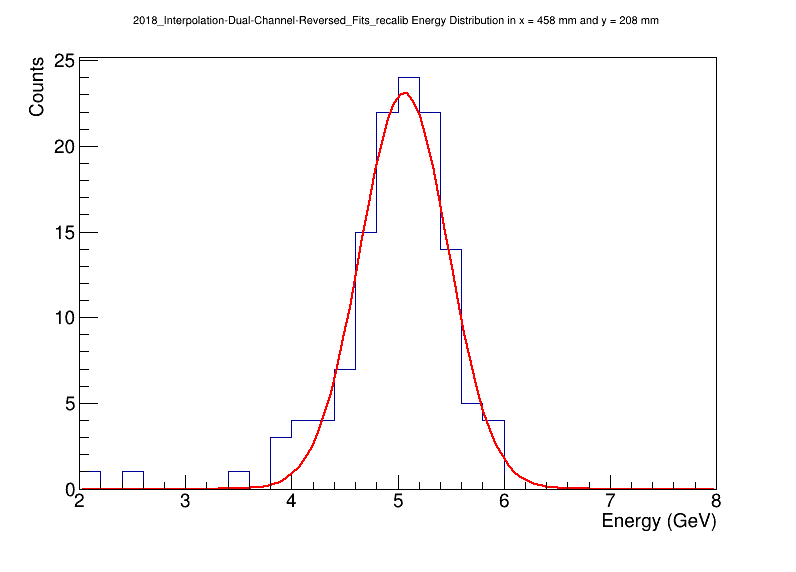 2018_Interpolation-Dual-Channel-Reversed_Fits_recalib Energy Distribution in x = 458 mm and y = 208 mm
Counts
25
20
15
10
5
0
2 3 4 5 6 7 8
Energy (GeV)